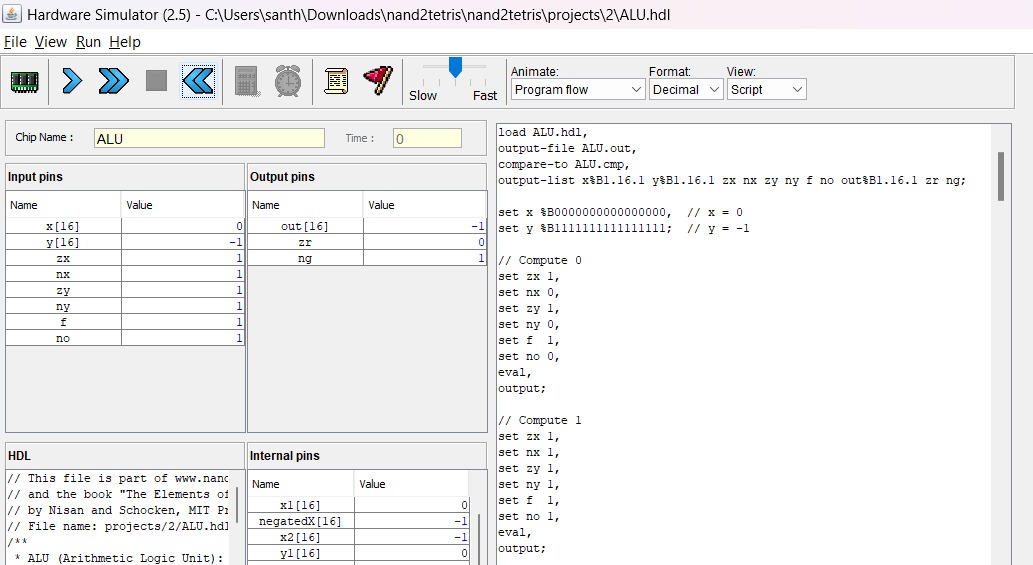 Hardware Simulator (2.5) - C:\Users\santh\Downloads\nand2tetris\nand2tetris\projects\2\ALU.hdl
File View Run Help
Slow Fast
Animate: Format: View:
Program flow Decimal Script
Chip Name : ALU Time : 0
Input pins
Name Value
x[16] 0
y[16] -1
zx 1
nx 1
zy 1
ny 1
f 1
no 1
Output pins
Name Value
out[16] -1
zr 0
ng 1
HDL
// This file is part of www.nand
// and the book "The Elements of
// by Nisan and Schocken, MIT Pr
// File name: projects/2/ALU.hdl
/**
* ALU (Arithmetic Logic Unit):
Internal pins
Name Value
x1[16] 0
negatedX[16] -1
x2[16] -1
y1[16] 0
load ALU.hdl,
output-file ALU.out,
compare-to ALU.cmp,
output-list x%B1.16.1 y%B1.16.1 zx nx zy ny f no out%B1.16.1 zr ng;
set x %B0000000000000000, // x = 0
set y %B1111111111111111; // y = -1
// Compute 0
set zx 1,
set nx 0,
set zy 1,
set ny 0,
set f 1,
set no 0,
eval,
output;
// Compute 1
set zx 1,
set nx 1,
set zy 1,
set ny 1,
set f 1,
set no 1,
eval,
output;